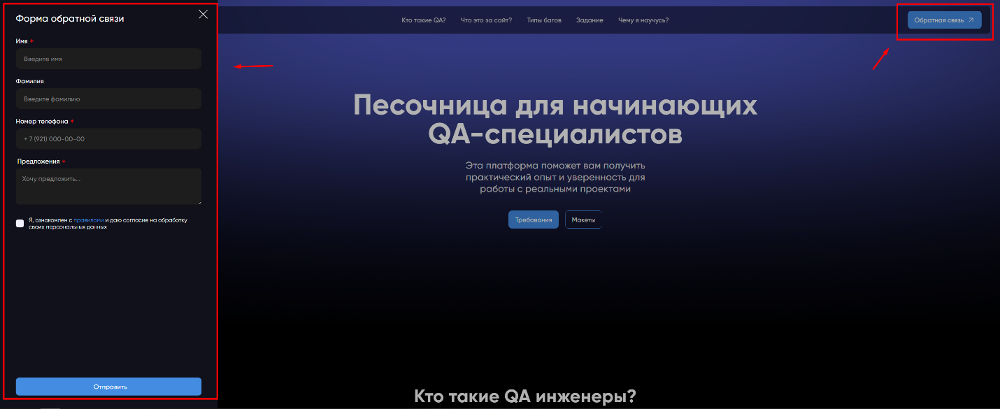 Форма обратной связи
Имя *
Введите имя
Фамилия
Введите фамилию
Номер телефона *
+ 7 (921) 000-00-00
Предложения *
Хочу предложить...
Я, ознакомлен с правилами и даю согласие на обработку
своих персональных данных
Отправить
Кто такие QA? Что это за сайт? Типы багов Задание Чему я научусь?
Обратная связь
Песочница для начинающих
QA-специалистов
Эта платформа поможет вам получить
практический опыт и уверенность для
работы с реальными проектами
Требования Макеты
Кто такие QA инженеры?